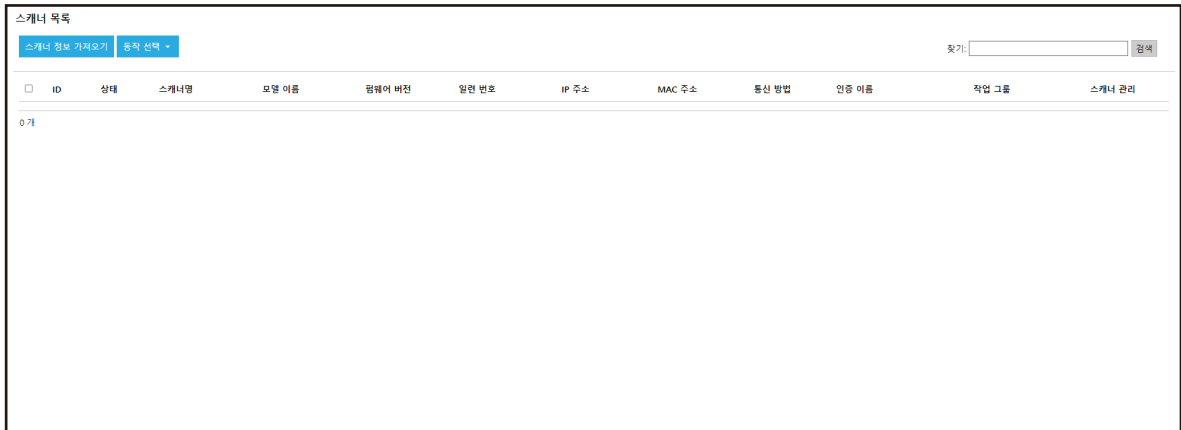 스캐너 목록
스캐너 정보 가져오기 동작 선택 찾기: 검색
ID 상태 스캐너명 모델 이름 펌웨어 버전 일련 번호 IP 주소 MAC 주소 통신 방법 인증 이름 작업 그룹 스캐너 관리
0 개